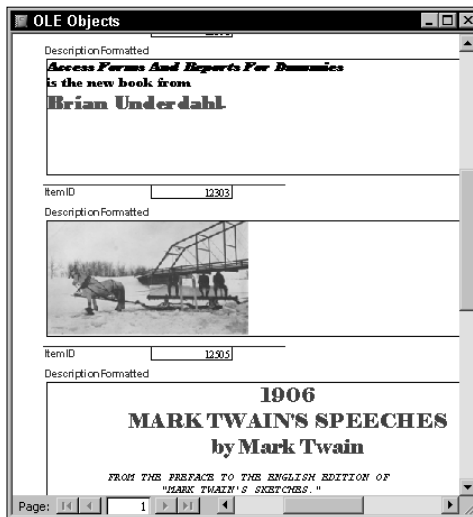 OLE Objects
DescriptionFormatted
Access Forms And Reports For Dummies
is the new book from
Brian Underdahl.
ItemID 12303
DescriptionFormatted
ItemID 12505
DescriptionFormatted
1906
MARK TWAIN'S SPEECHES
by Mark Twain
FROM THE PREFACE TO THE ENGLISH EDITION OF
"MARK TWAIN'S SKETCHES."
Page: 1